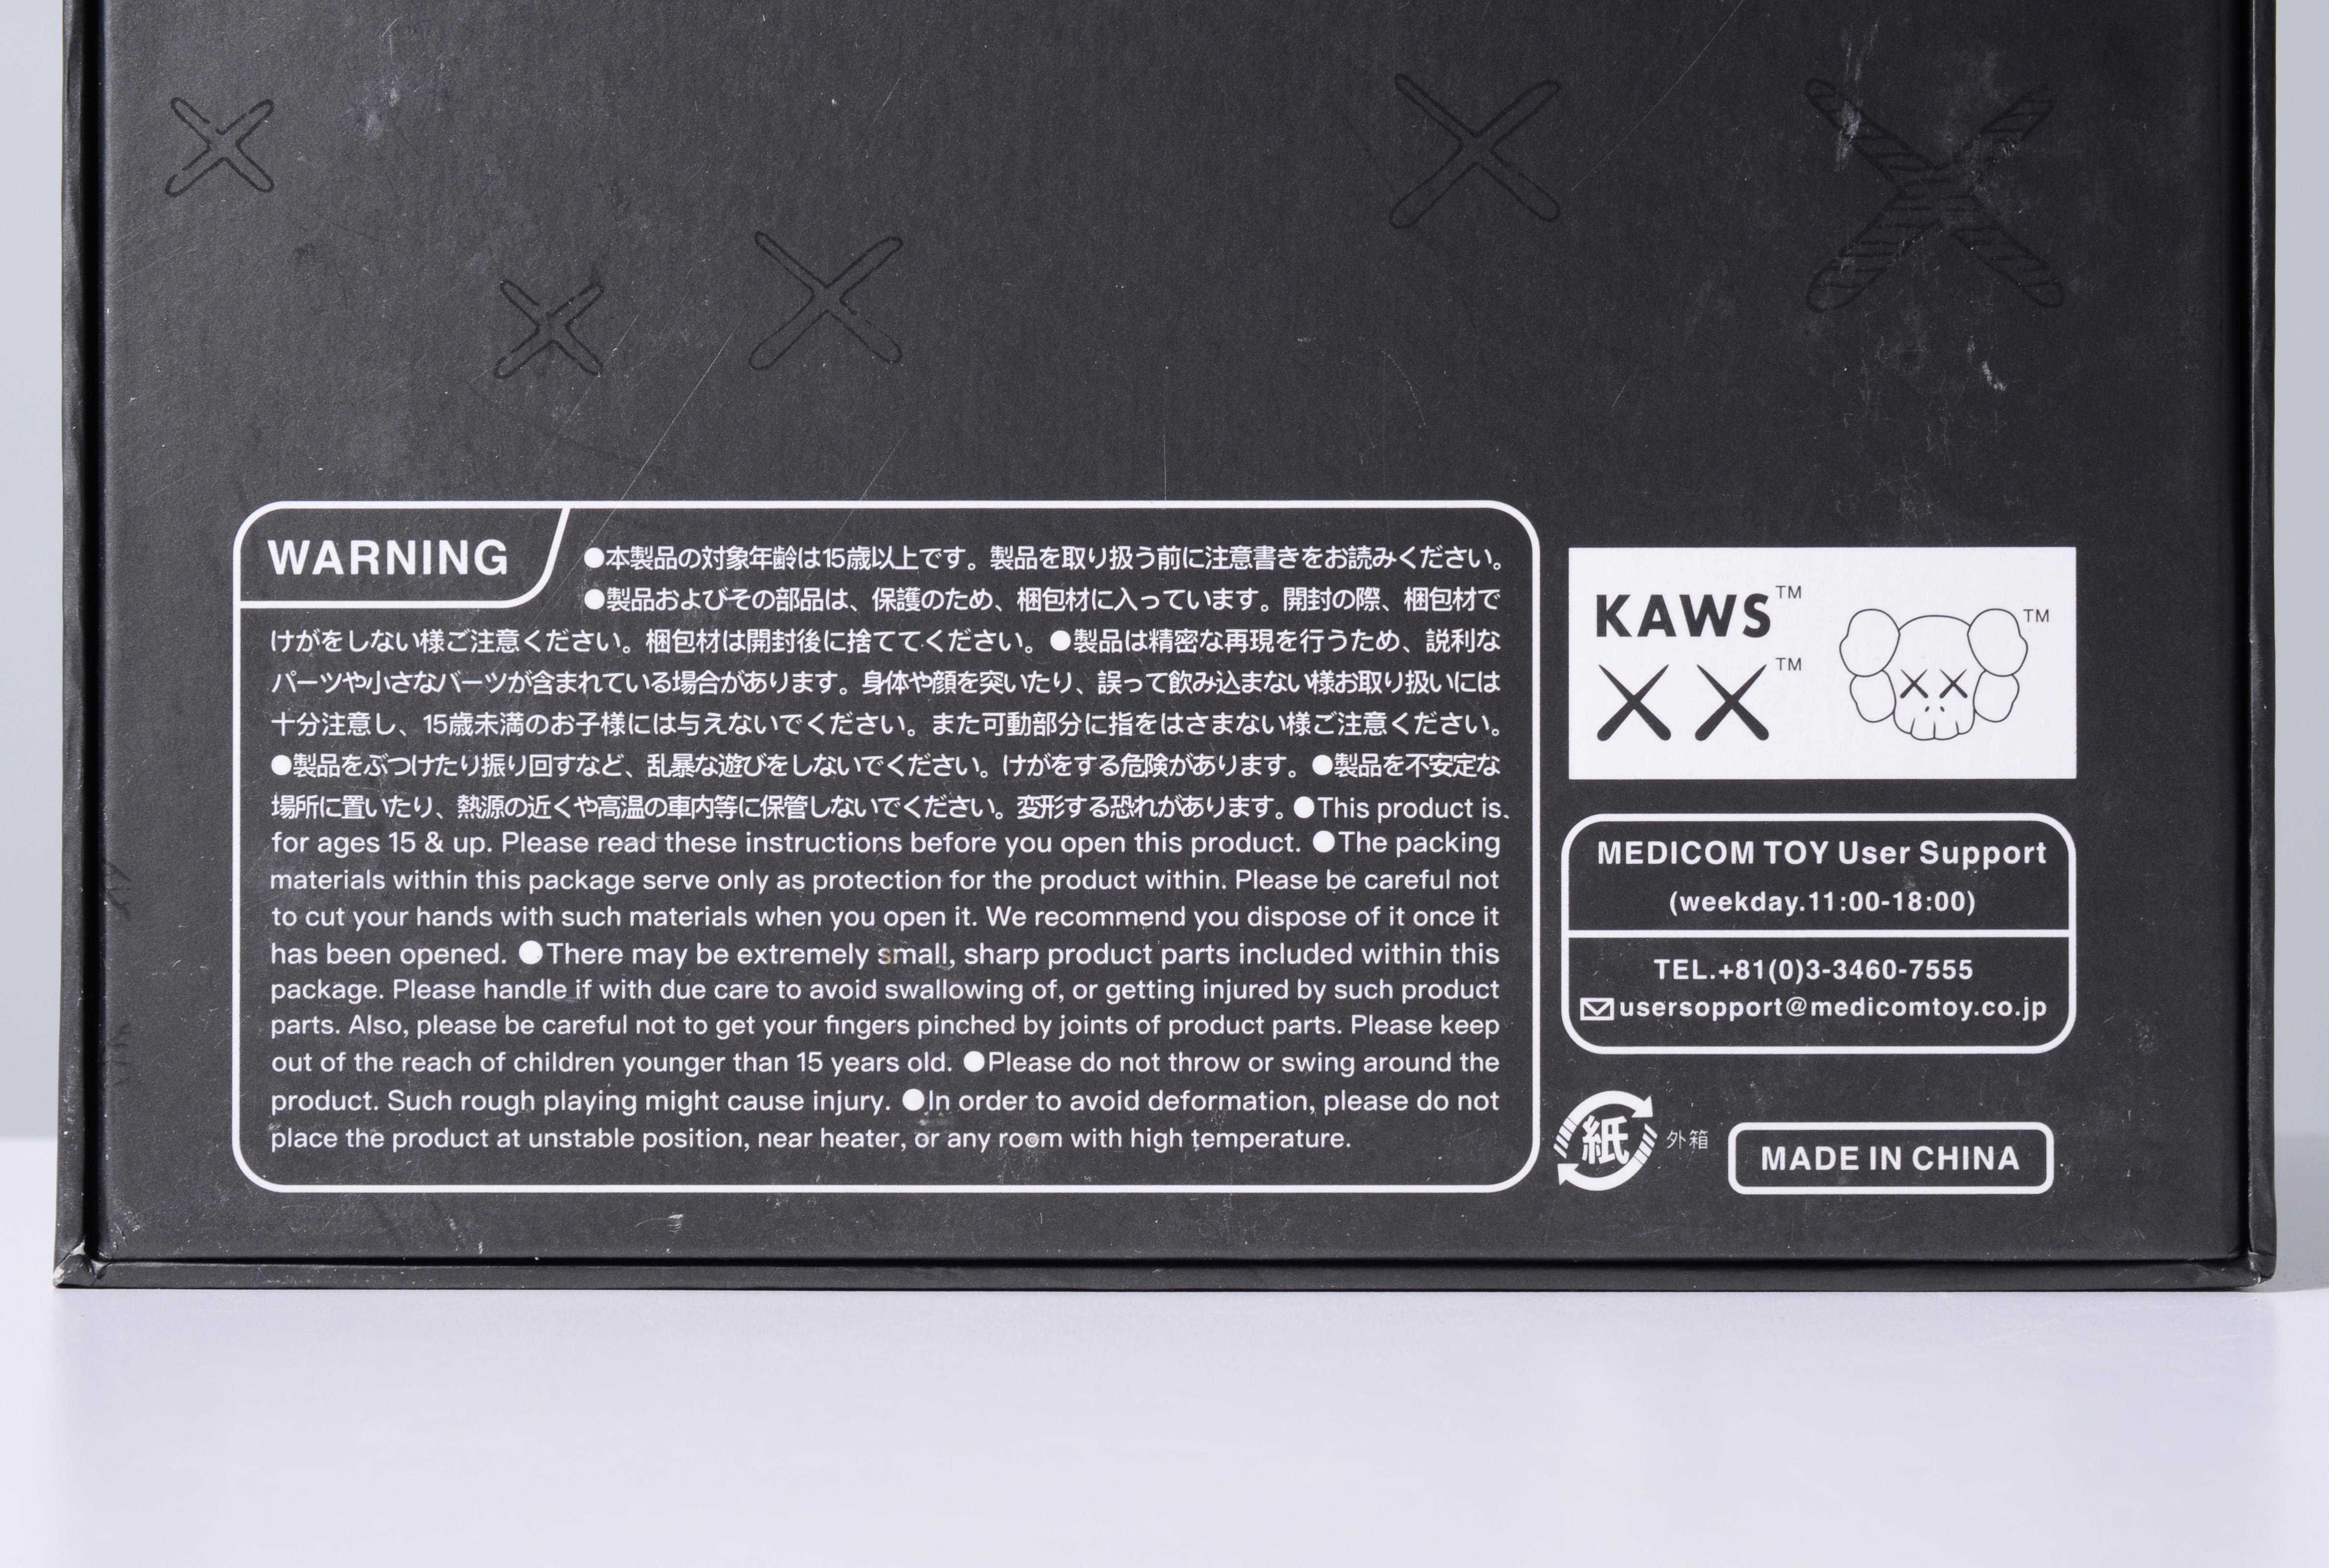 WARNING
●本製品の対象年齢は15歳以上です。製品を取り扱う前に注意書きをお読みください。
●製品およびその部品は、保護のため、梱包材に入っています。開封の際、梱包材で
けがをしない様ご注意ください。梱包材は開封後に捨ててください。●製品は精密な再現を行うため、説利な
パーツや小さなバーツが含まれている場合があります。身体や顔を突いたり、誤って飲み込まない様お取り扱いには
十分注意し、15歳未満のお子様には与えないでください。また可動部分に指をはさまない様ご注意ください。
●製品をぶつけたり振り回すなど、乱暴な遊びをしないでください。けがをする危険があります。●製品を不安定な
場所に置いたり、熱源の近くや高温の車内等に保管しないでください。変形する恐れがあります。●This product is.
for ages 15 & up. Please read these instructions before you open this product. ●The packing
materials within this package serve only as protection for the product within. Please be careful not
to cut your hands with such materials when you open it. We recommend you dispose of it once it
has been opened. ●There may be extremely small, sharp product parts included within this
package. Please handle if with due care to avoid swallowing of, or getting injured by such product
parts. Also, please be careful not to get your fingers pinched by joints of product parts. Please keep
out of the reach of children younger than 15 years old. ●Please do not throw or swing around the
product. Such rough playing might cause injury. ●In order to avoid deformation, please do not
place the product at unstable position, near heater, or any room with high temperature.
KAWS™
XX™
™
MEDICOM TOY User Support
(weekday.11:00-18:00)
TEL.+81(0)3-3460-7555
usersopport@medicomtoy.co.jp
紙 外箱
MADE IN CHINA